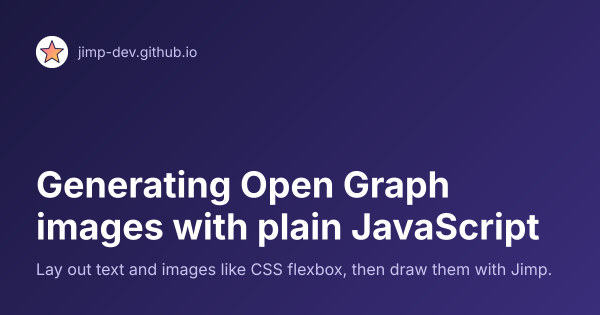 jimp-dev.github.io
Generating Open Graph
images with plain JavaScript
Lay out text and images like CSS flexbox, then draw them with Jimp.